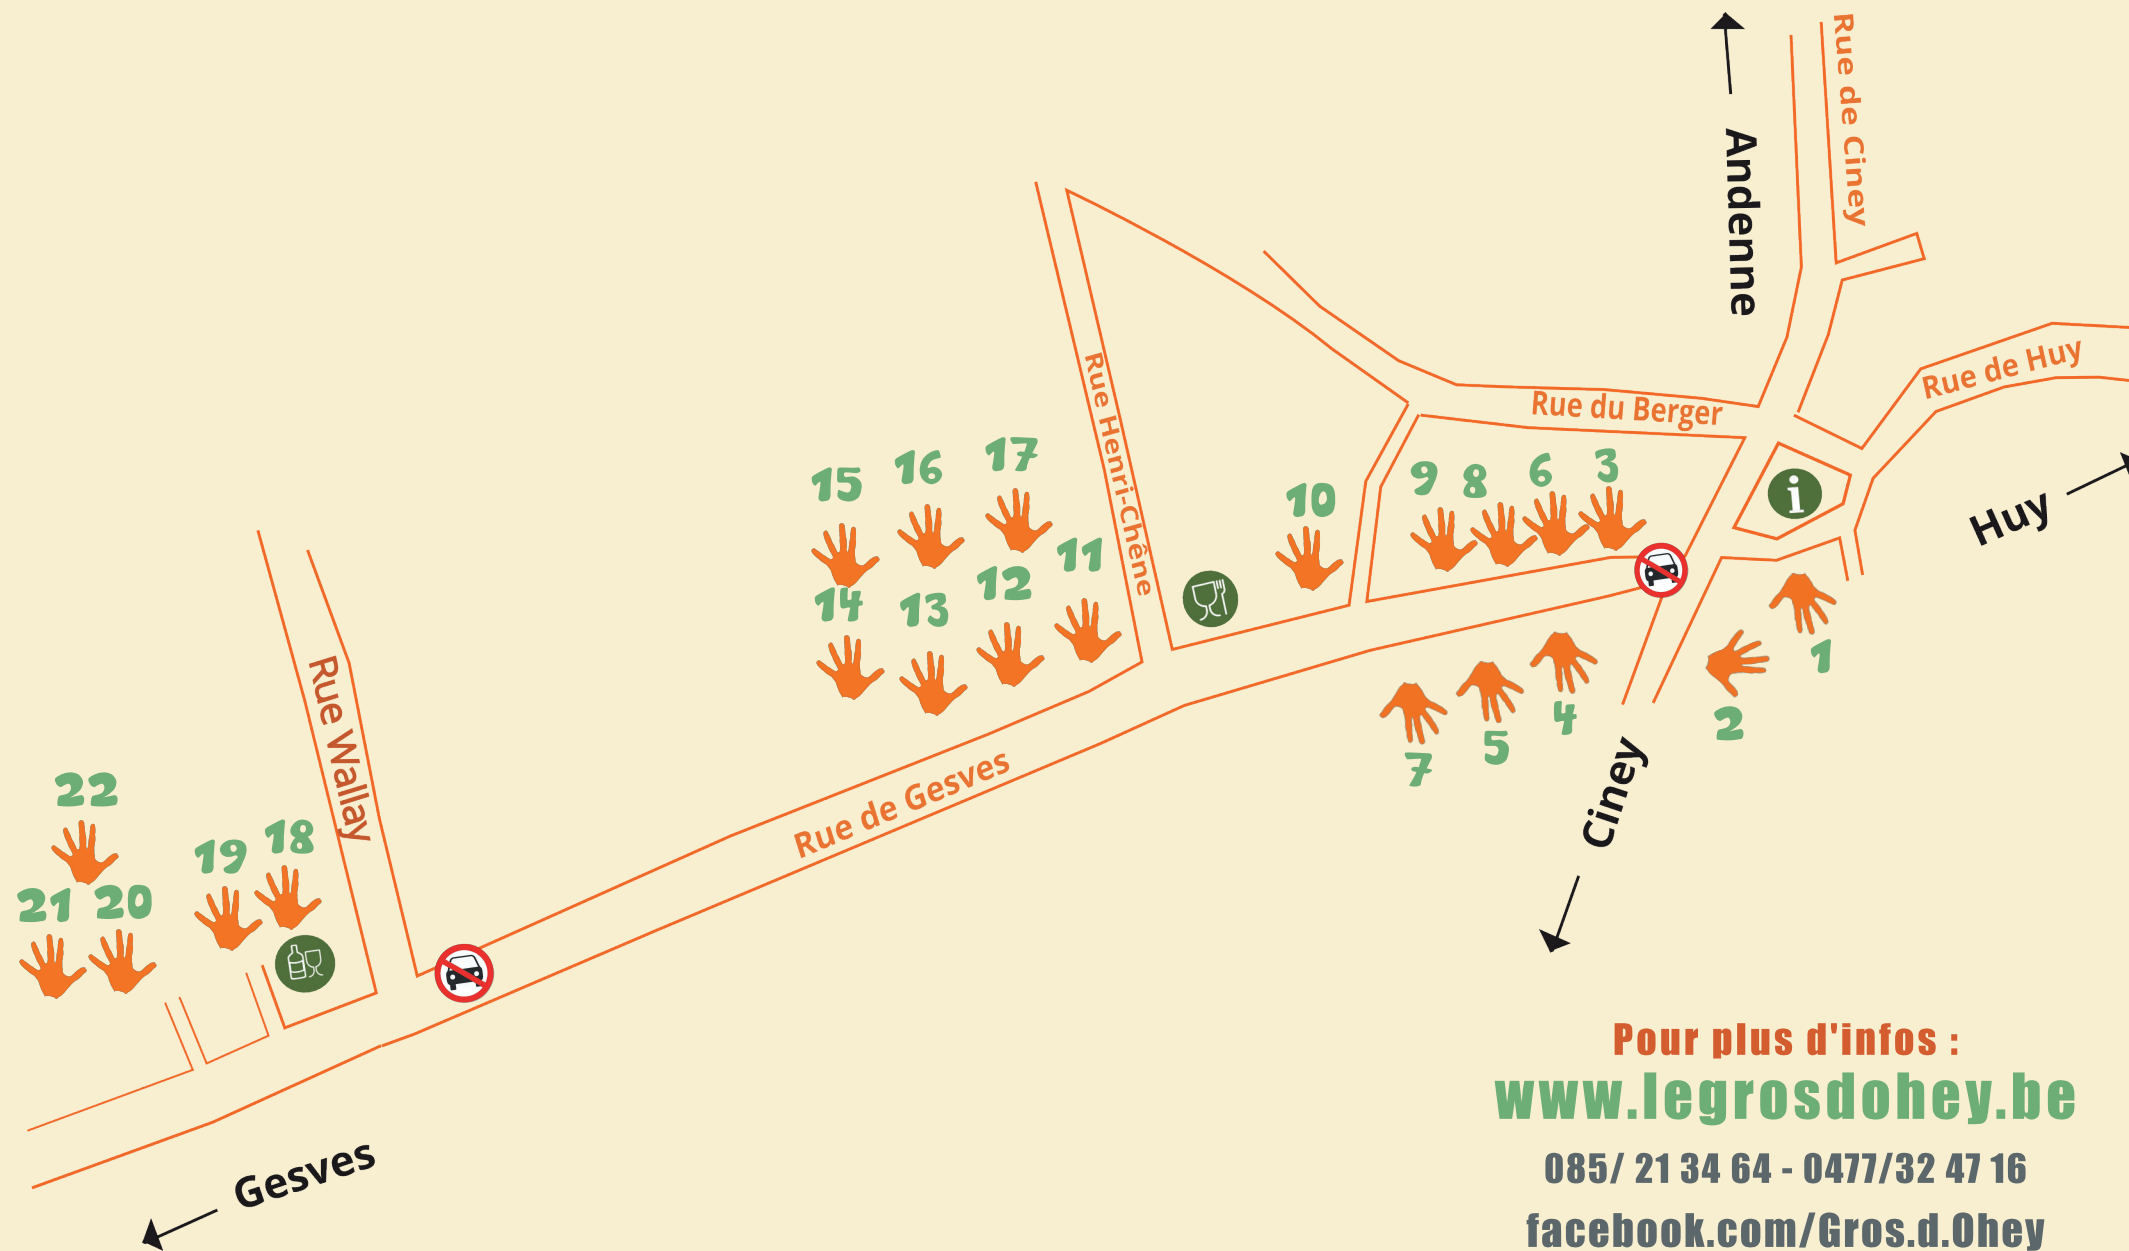 Rue de Ciney
Andenne
Rue de Huy
Huy
Rue du Berger
Rue Henri-Chêne
17
16
15
10
9
8
6
3
11
12
13
14
1
2
4
5
7
Ciney
Rue de Gesves
Rue Wallay
22
18
19
20
21
Gesves
i
Pour plus d'infos :
www.legrosdohey.be
085/ 21 34 64 - 0477/32 47 16
facebook.com/Gros.d.Ohey